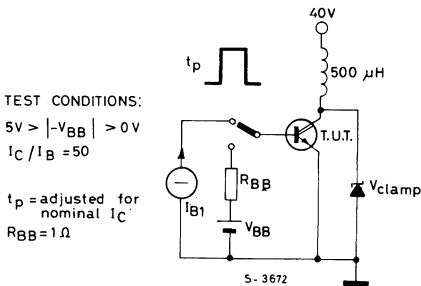 40V
tp
500 μH
TEST CONDITIONS:
5V > |-VBB| > 0V
IC/IB =50
T.U.T.
tp = adjusted for
nominal IC
RBB = 1 Ω
IB1
RBB
VBB
Vclamp
S-3672